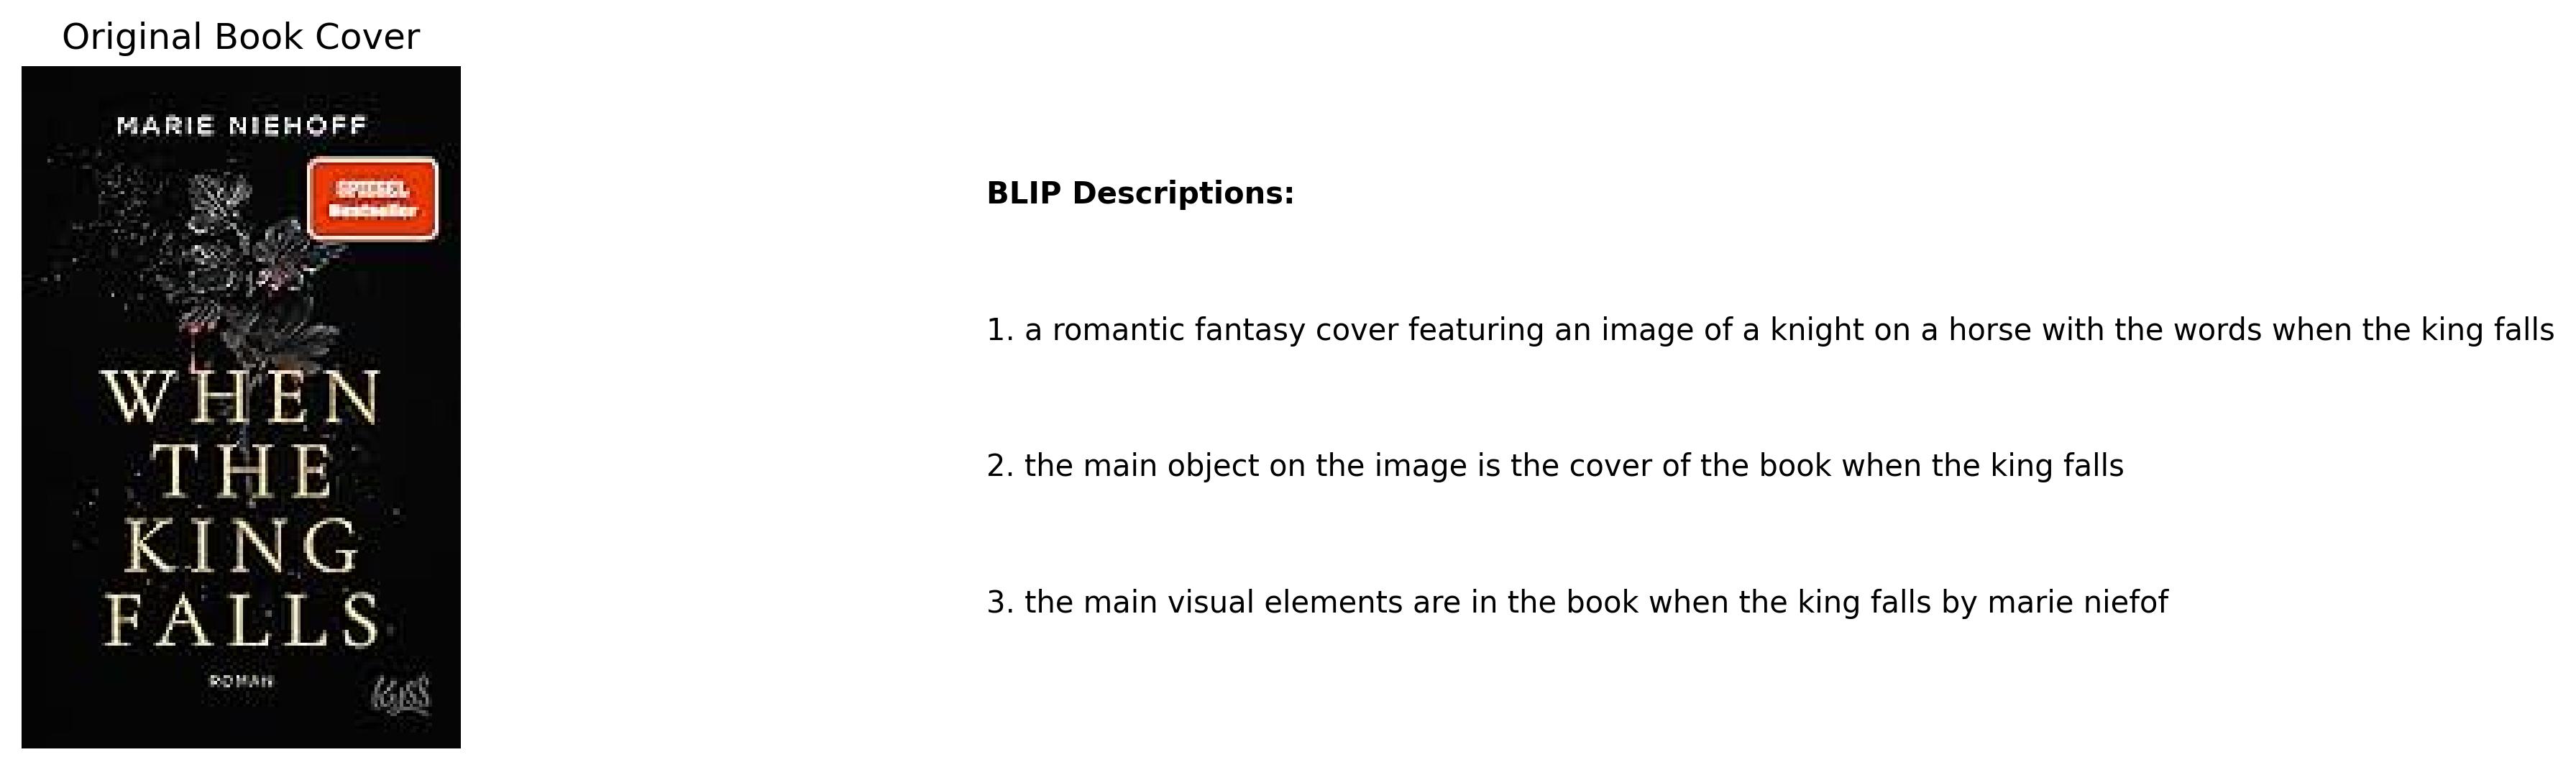 Original Book Cover
MARIE NIEHOFF
SPIEGEL
Bestseller
WHEN
THE
KING
FALLS
ROMAN
kyss
BLIP Descriptions:
1. a romantic fantasy cover featuring an image of a knight on a horse with the words when the king falls
2. the main object on the image is the cover of the book when the king falls
3. the main visual elements are in the book when the king falls by marie niefof